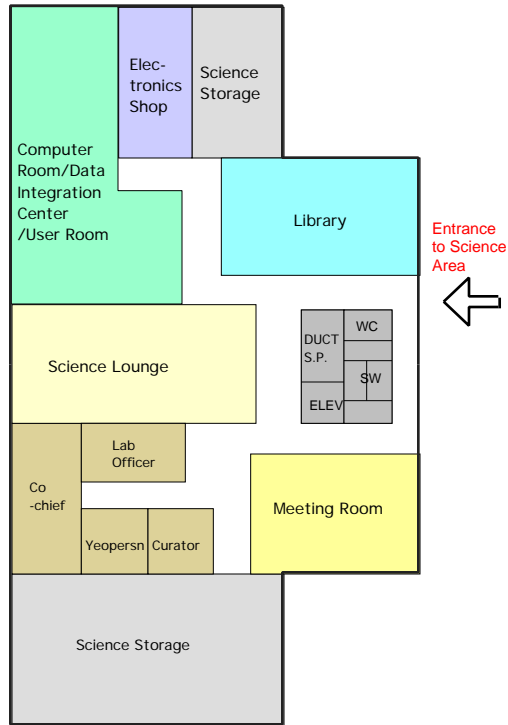 Elec-
tronics
Shop
Science
Storage
Computer
Room/Data
Integration
Center
/User Room
Library
Entrance
to Science
Area
DUCT
S.P.
WC
SW
ELEV
Science Lounge
Lab
Officer
Co
-chief
Yeopersn
Curator
Meeting Room
Science Storage